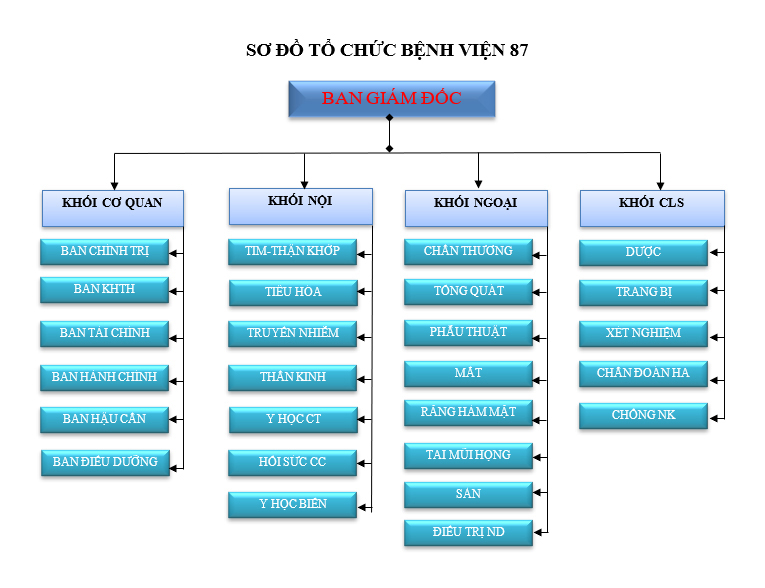 SƠ ĐỒ TỔ CHỨC BỆNH VIỆN 87
BAN GIÁM ĐỐC
KHỐI CƠ QUAN
BAN CHÍNH TRỊ
BAN KHTH
BAN TÀI CHÍNH
BAN HÀNH CHÍNH
BAN HẬU CẦN
BAN ĐIỀU DƯỠNG
KHỐI NỘI
TIM-THẬN KHỚP
TIÊU HÓA
TRUYỀN NHIỄM
THẦN KINH
Y HỌC CT
HỒI SỨC CC
Y HỌC BIỂN
KHỐI NGOẠI
CHẤN THƯƠNG
TỔNG QUÁT
PHẪU THUẬT
MẮT
RĂNG HÀM MẶT
TAI MŨI HỌNG
SẢN
ĐIỀU TRỊ ND
KHỐI CLS
DƯỢC
TRANG BỊ
XÉT NGHIỆM
CHẨN ĐOÁN HA
CHỐNG NK